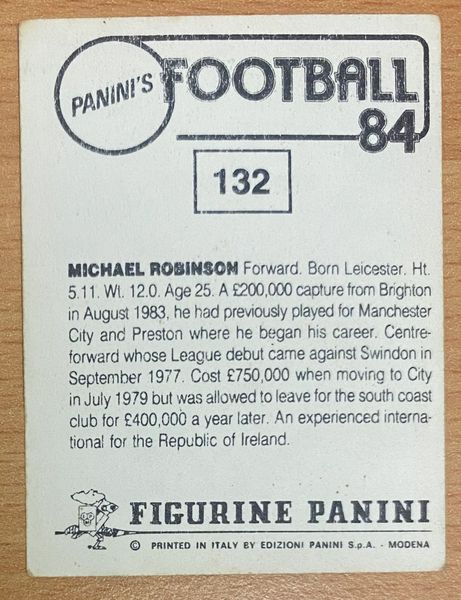 PANINI'S
FOOTBALL
84
132
MICHAEL ROBINSON Forward. Born Leicester. Ht.
5.11. Wt. 12.0. Age 25. A £200,000 capture from Brighton
in August 1983, he had previously played for Manchester
City and Preston where he began his career. Centre-
forward whose League debut came against Swindon in
September 1977. Cost £750,000 when moving to City
in July 1979 but was allowed to leave for the south coast
club for £400,000 a year later. An experienced interna-
tional for the Republic of Ireland.
FIGURINE PANINI
© PRINTED IN ITALY BY EDIZIONI PANINI S.p.A. - MODENA